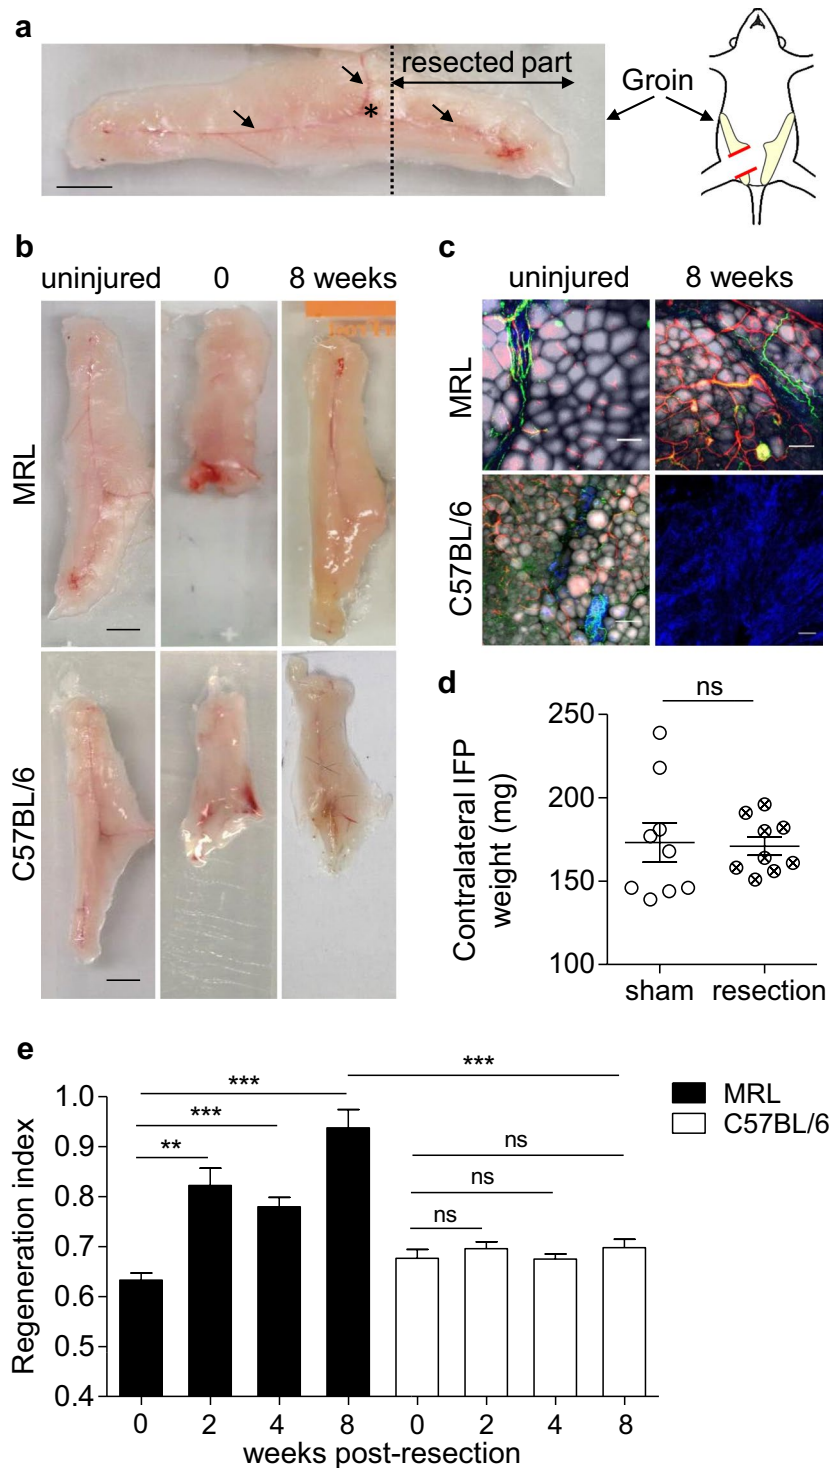 a
resected part
*
Groin
b
uninjured 0 8 weeks
MRL
C57BL/6
c
uninjured 8 weeks
MRL
C57BL/6
d
ns
Contralateral IFP
weight (mg)
250
200
150
100
sham resection
e
***
***
***
**
ns
ns
ns
MRL
C57BL/6
Regeneration index
1.0
0.9
0.8
0.7
0.6
0.5
0.4
0 2 4 8 0 2 4 8
weeks post-resection